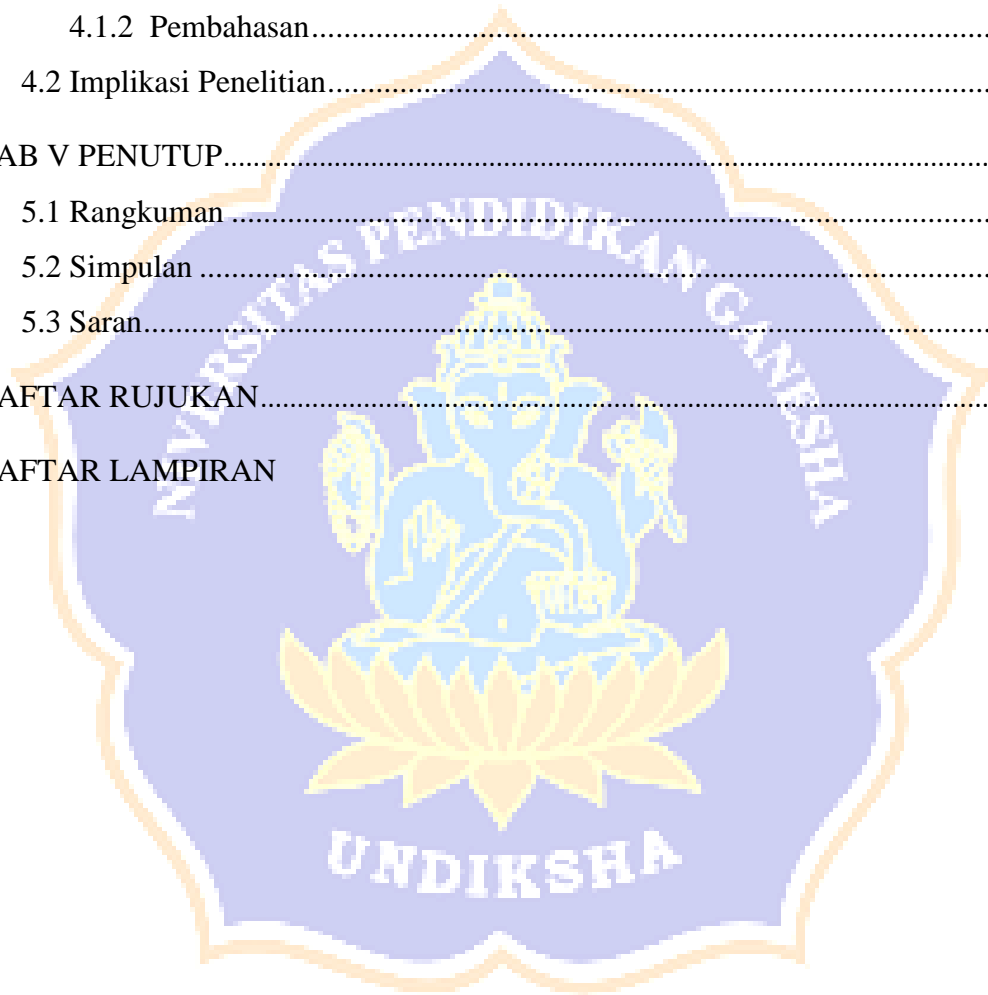 4.1.2 Pembahasan....................................................................................................
4.2 Implikasi Penelitian.............................................................................................
AB V PENUTUP........................................................................................................
5.1 Rangkuman........................................................................................................
5.2 Simpulan............................................................................................................
5.3 Saran..................................................................................................................
AFTAR RUJUKAN..................................................................................................
AFTAR LAMPIRAN
NIVERSITAS PENDIDIKAN GANESHA
UNDIKSHA